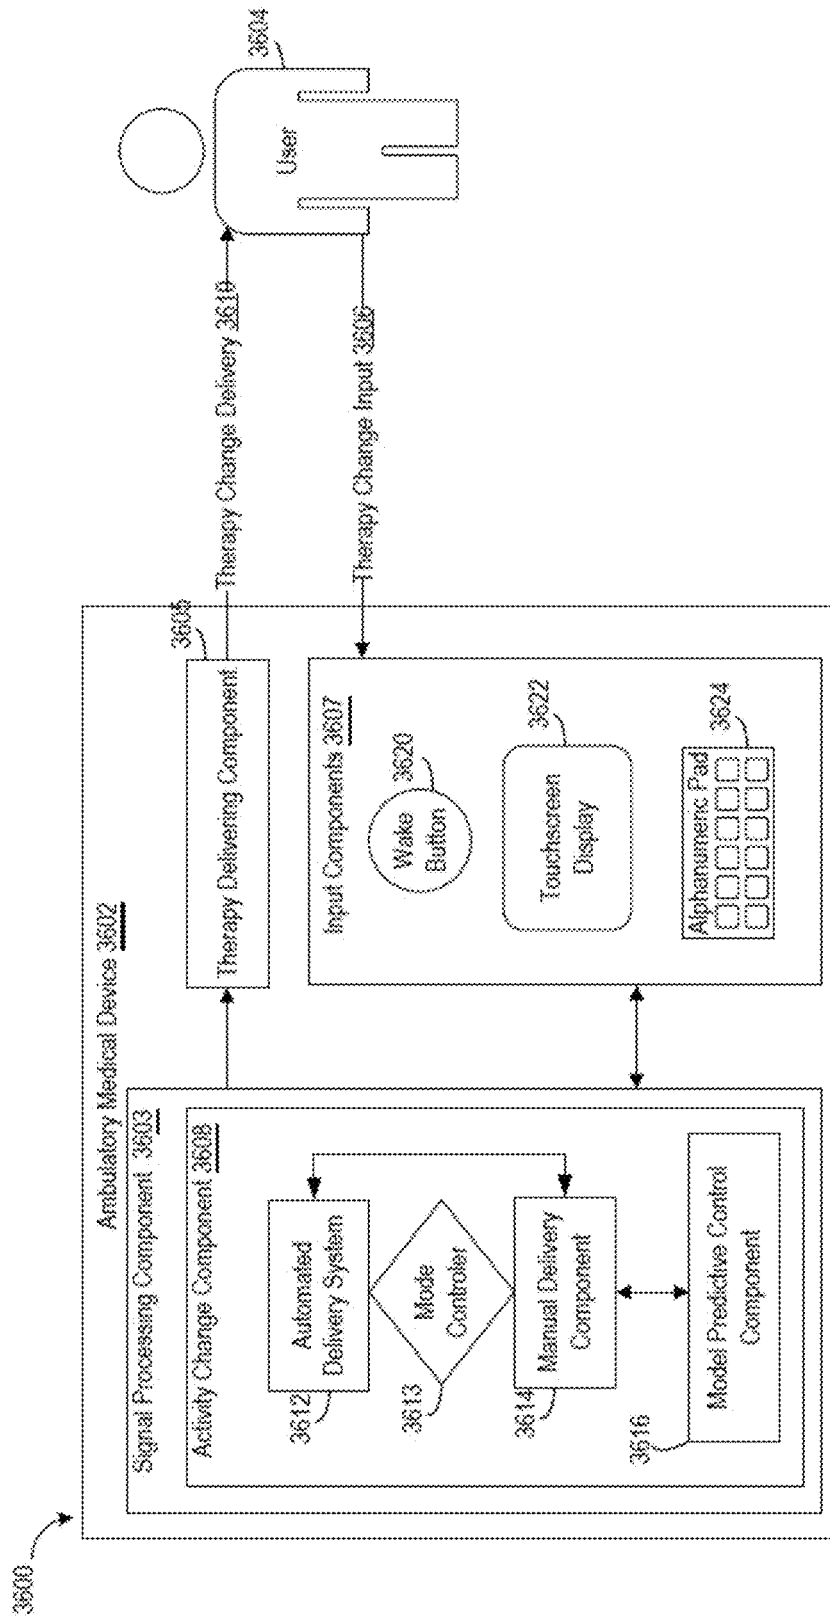 3600
Ambulatory Medical Device 3602
Signal Processing Component 3603
Activity Change Component 3608
Automated
Delivery System
3612
Mode
Controler
3613
Manual Delivery
Component
3614
Model Predictive Control
Component
3616
Therapy Delivering Component
3605
Input Components 3607
Wake
Button
3620
Touchscreen
Display
3622
Alphanumeric Pad
3624
Therapy Change Delivery 3610
Therapy Change Input 3606
User
3604